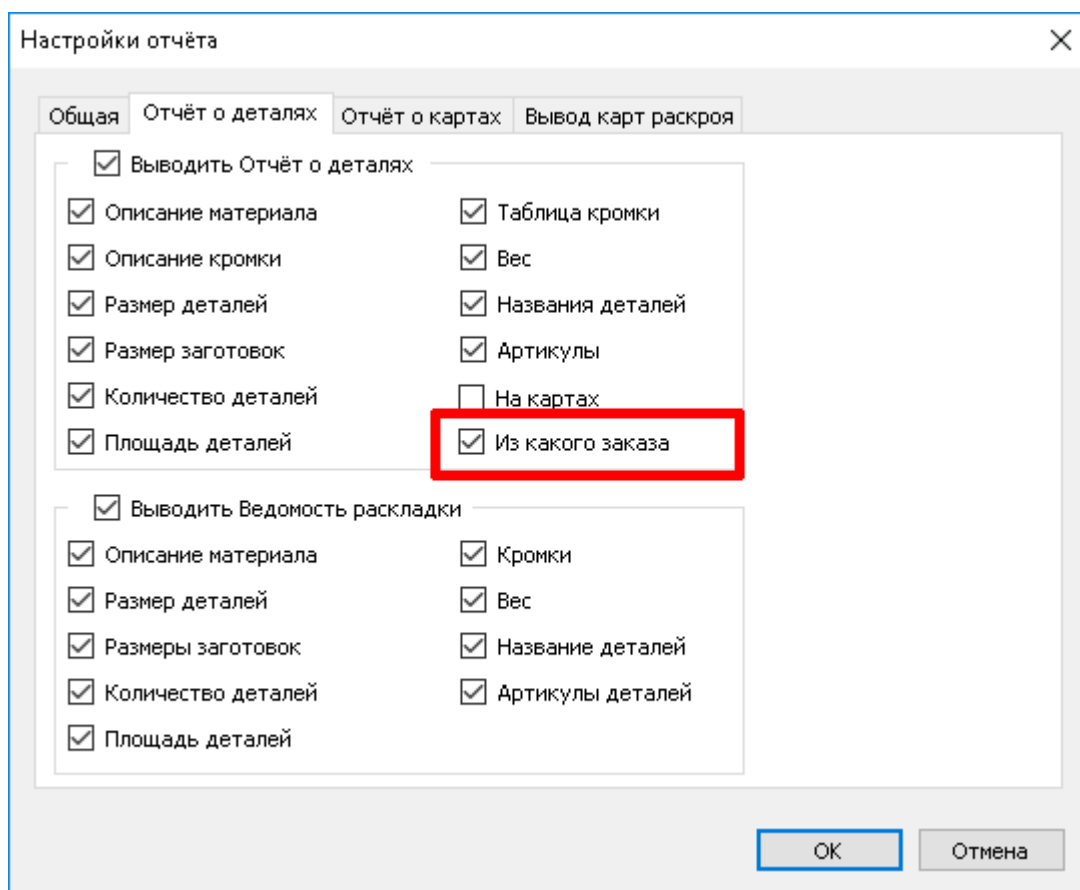 Настройки отчёта
Общая Отчёт о деталях Отчёт о картах Вывод карт раскроя
Выводить Отчёт о деталях
Описание материала Таблица кромки
Описание кромки Вес
Размер деталей Названия деталей
Размер заготовок Артикулы
Количество деталей На картах
Площадь деталей Из какого заказа
Выводить Ведомость раскладки
Описание материала Кромки
Размер деталей Вес
Размеры заготовок Название деталей
Количество деталей Артикулы деталей
Площадь деталей
OK Отмена